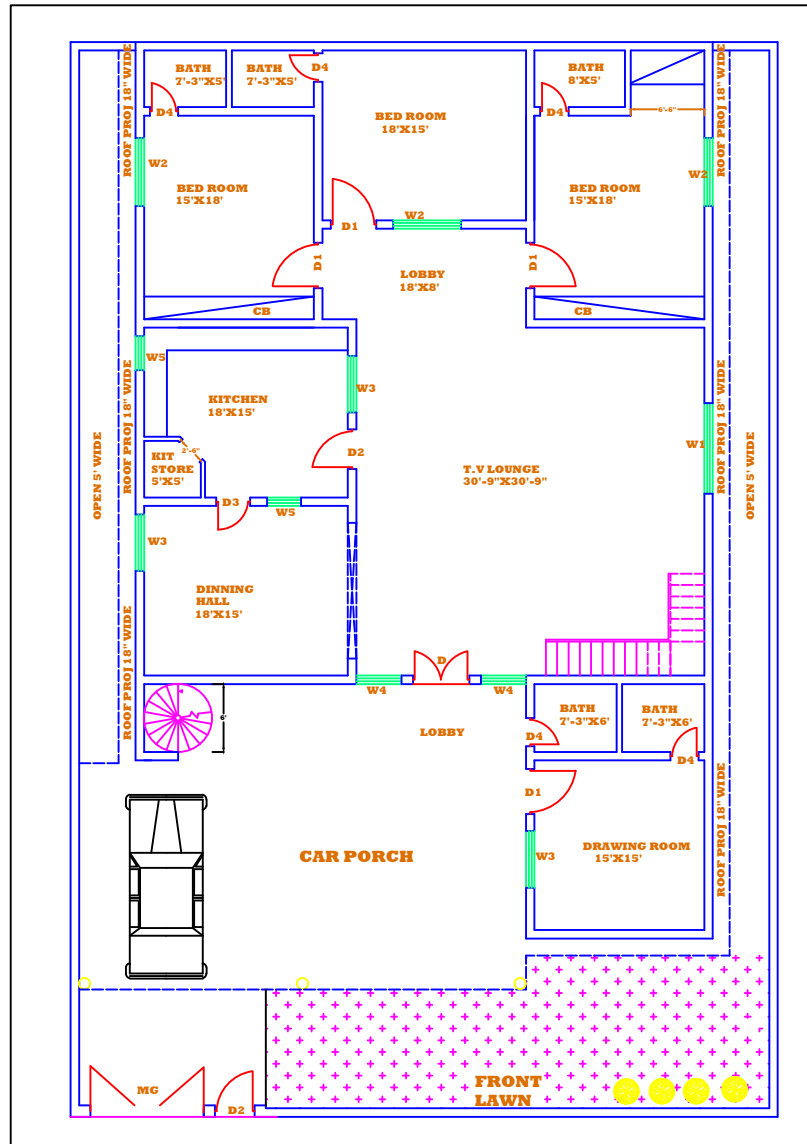 ROOF PROJ 18" WIDE
BATH
7'-3"X5'
BATH
7'-3"X5'
D4
D4
BED ROOM
18'X15'
BATH
8'X5'
D4
6'-6"
ROOF PROJ 18" WIDE
W2
BED ROOM
15'X18'
D1
W2
BED ROOM
15'X18'
W2
D1
LOBBY
18'X8'
D1
CB
CB
W5
KITCHEN
18'X15'
W3
ROOF PROJ 18" WIDE
ROOF PROJ 18" WIDE
W1
KIT
STORE
5'X5'
2'-6"
D2
T.V LOUNGE
30'-9"X30'-9"
OPEN 5' WIDE
OPEN 5' WIDE
D3
W5
W3
DINNING
HALL
18'X15'
ROOF PROJ 18" WIDE
D
W4
W4
6'
LOBBY
BATH
7'-3"X6'
BATH
7'-3"X6'
D4
D4
D1
ROOF PROJ 18" WIDE
CAR PORCH
W3
DRAWING ROOM
15'X15'
MG
D2
FRONT
LAWN